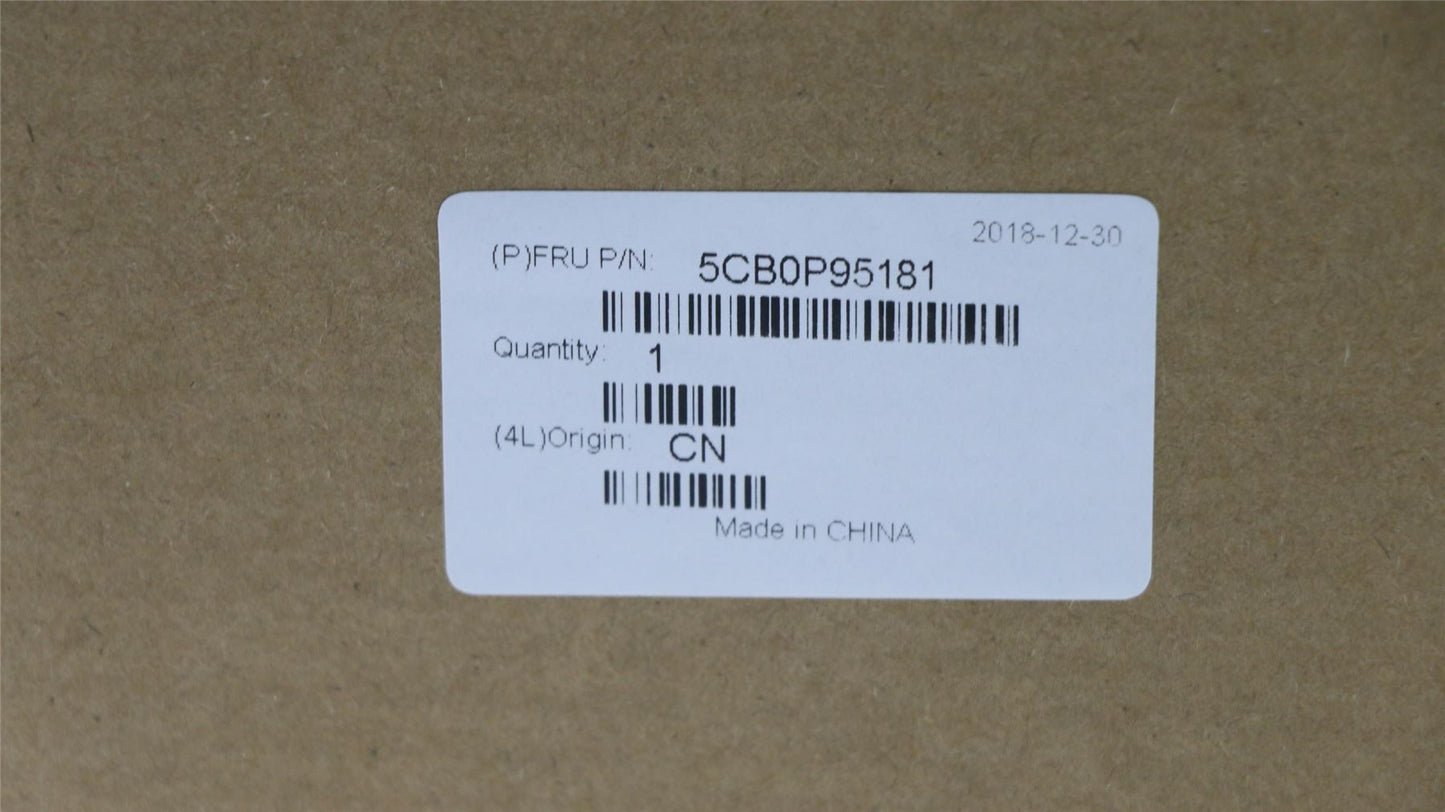 2018-12-30
(P)FRU P/N: 5CB0P95181
Quantity: 1
(4L)Origin: CN
Made in CHINA